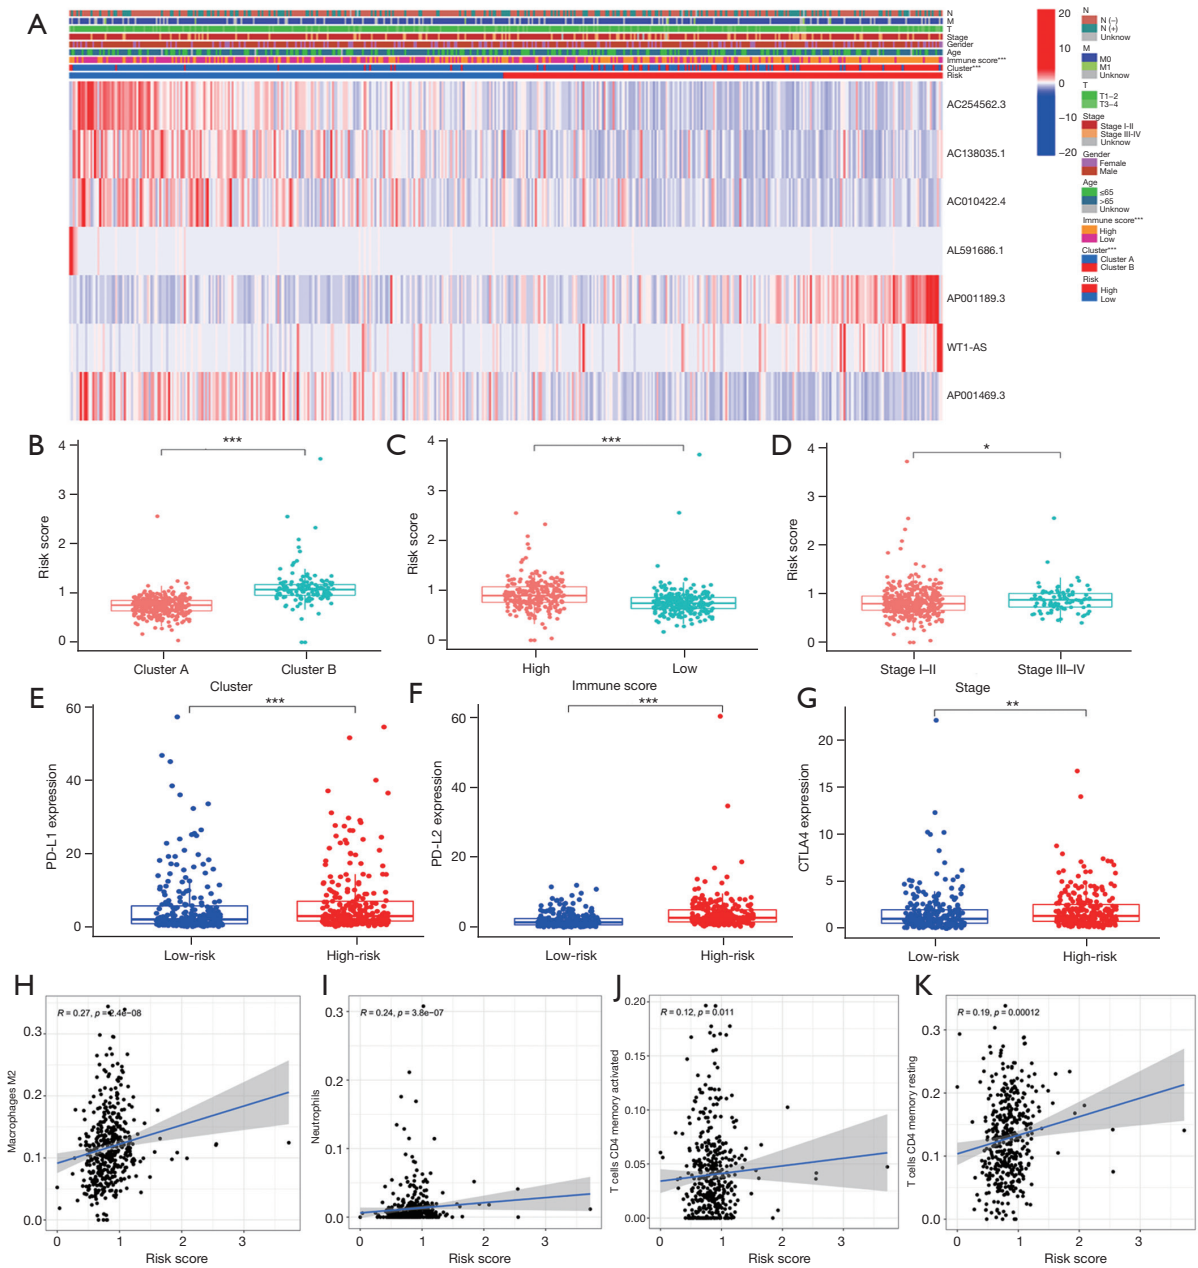 A
N
M
T
Stage
Gender
Age
Immune score***
Cluster***
Risk
AC254562.3
AC138035.1
AC010422.4
AL591686.1
AP001189.3
WT1-AS
AP001469.3
20
10
0
−10
−20
N
N (−)
N (+)
Unknow
M
M0
M1
Unknow
T
T1−2
T3−4
Stage
Stage I-II
Stage III-IV
Unknow
Gender
Female
Male
Age
≤65
>65
Unknow
Immune score***
High
Low
Cluster***
Cluster A
Cluster B
Risk
High
Low
B
***
Risk score
4
3
2
1
0
Cluster A
Cluster B
Cluster
C
***
Risk score
4
3
2
1
0
High
Low
Immune score
D
*
Risk score
4
3
2
1
0
Stage I–II
Stage III–IV
Stage
E
***
PD-L1 expression
60
40
20
0
Low-risk
High-risk
F
***
PD-L2 expression
60
40
20
0
Low-risk
High-risk
G
**
CTLA4 expression
20
15
10
5
0
Low-risk
High-risk
H
R = 0.27, p = 2.4e−08
Macrophages M2
0.3
0.2
0.1
0.0
0
1
2
3
Risk score
I
R = 0.24, p = 3.8e−07
Neutrophils
0.3
0.2
0.1
0.0
0
1
2
3
Risk score
J
R = 0.12, p = 0.011
T cells CD4 memory activated
0.20
0.15
0.10
0.05
0.00
0
1
2
3
Risk score
K
R = 0.19, p = 0.00012
T cells CD4 memory resting
0.3
0.2
0.1
0.0
0
1
2
3
Risk score